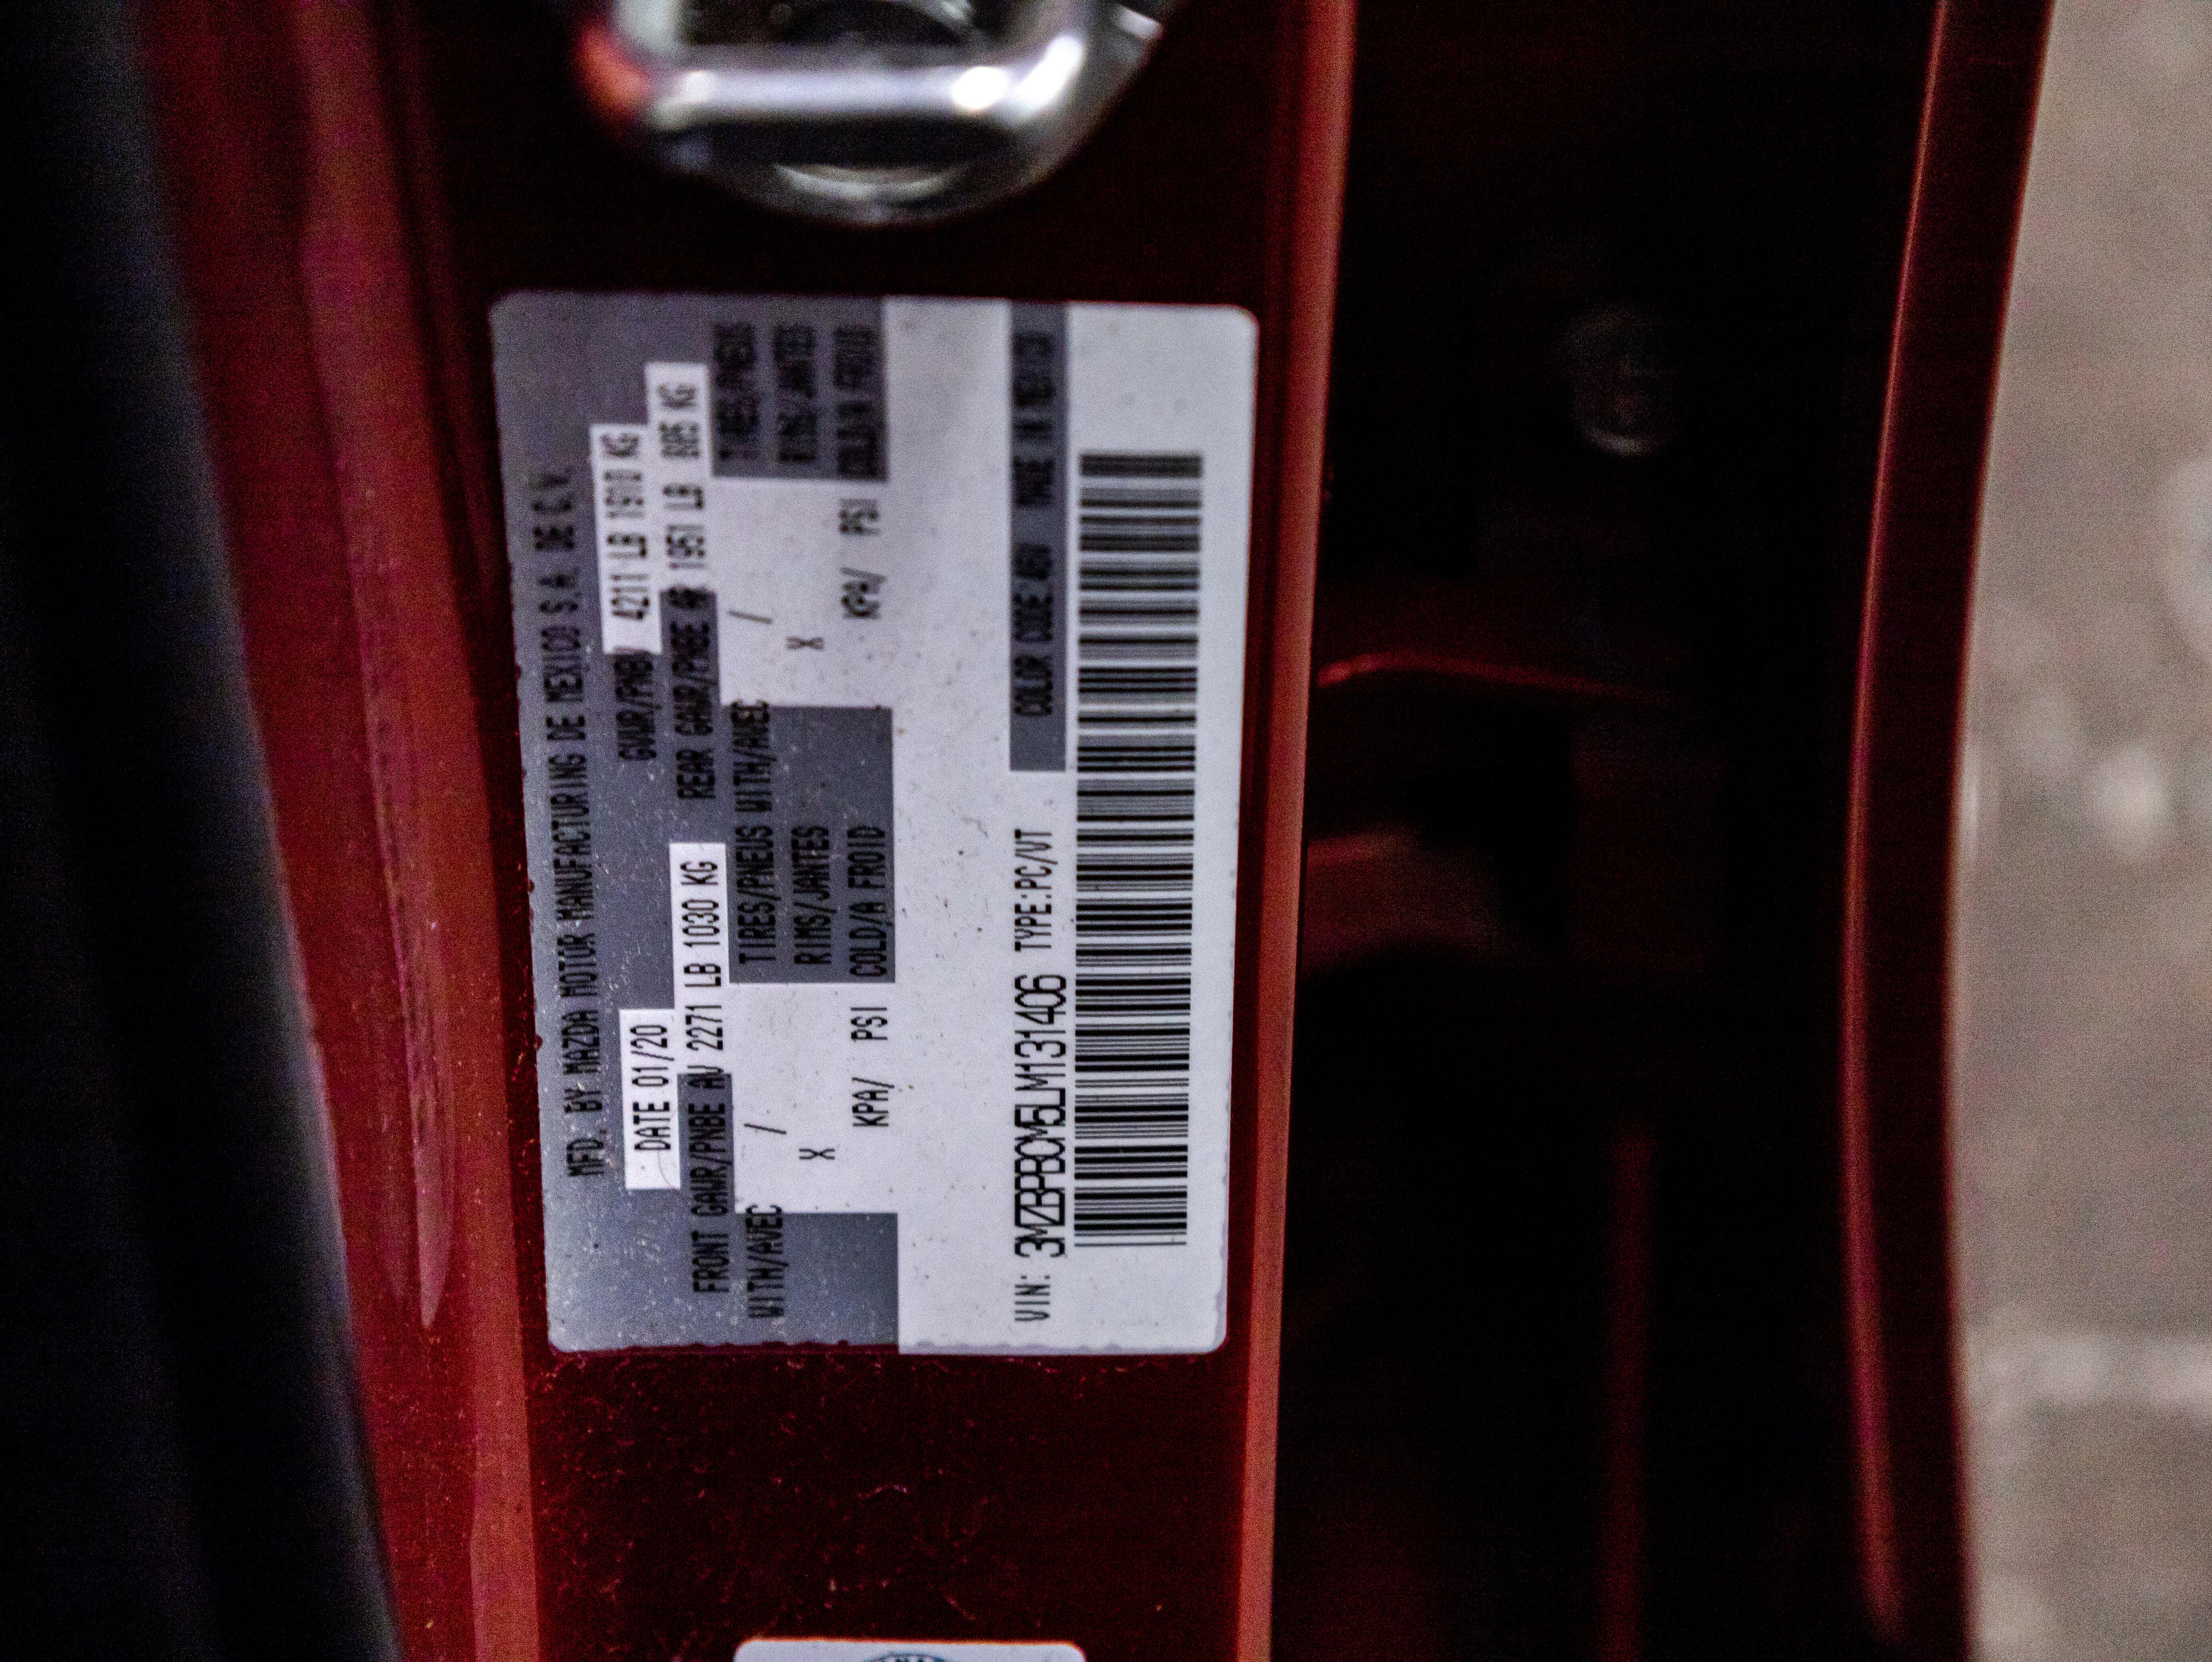 MFD. BY MAZDA MOTOR MANUFACTURING DE MEXICO S.A. DE C.V.
DATE 01/20 GVWR/PNBV 4211 LB 1910 KG
FRONT GAWR/PNBE AV 2271 LB 1030 KG REAR GAWR/PNBE AR 1951 LB 885 KG
WITH/AVEC / TIRES/PNEUS WITH/AVEC / TIRES/PNEUS
X RIMS/JANTES X RIMS/JANTES
KPA/ PSI COLD/A FROID KPA/ PSI COLD/A FROID
COLOR CODE: MADE IN MEXICO
VIN: 3MZBPBCM5LM131406 TYPE:PC/VT